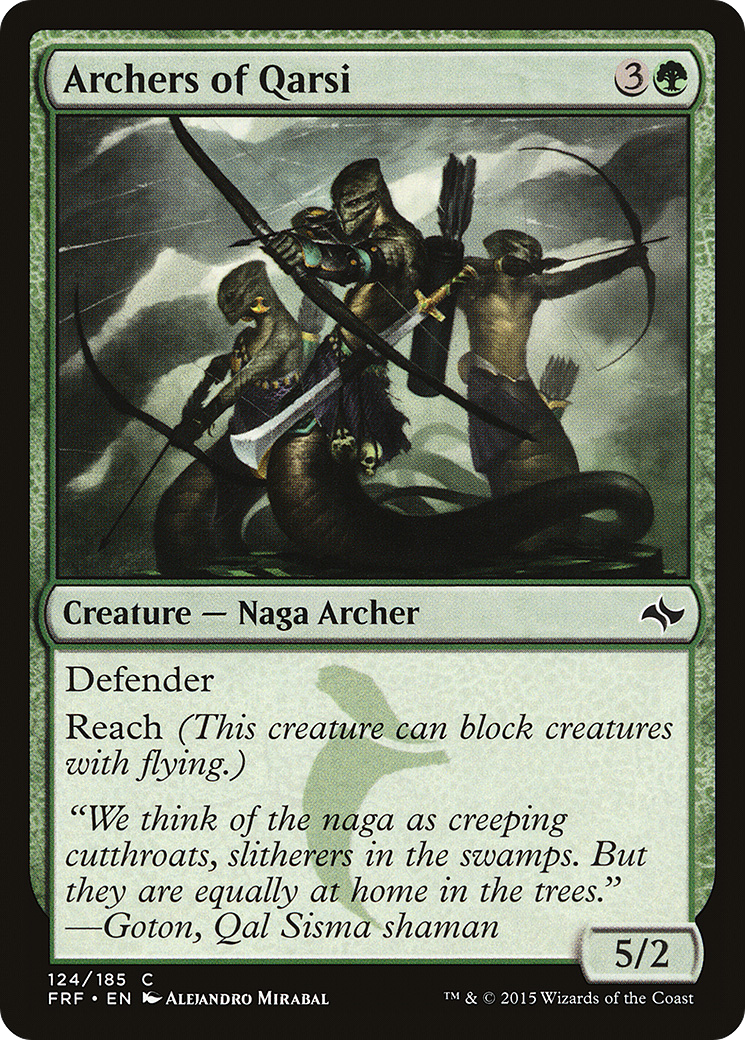 Archers of Qarsi
3
Creature — Naga Archer
Defender
Reach (This creature can block creatures
with flying.)
“We think of the naga as creeping
cutthroats, slitherers in the swamps. But
they are equally at home in the trees.”
—Goton, Qal Sisma shaman
5/2
124/185 C
FRF • EN Alejandro Mirabal
™ & © 2015 Wizards of the Coast